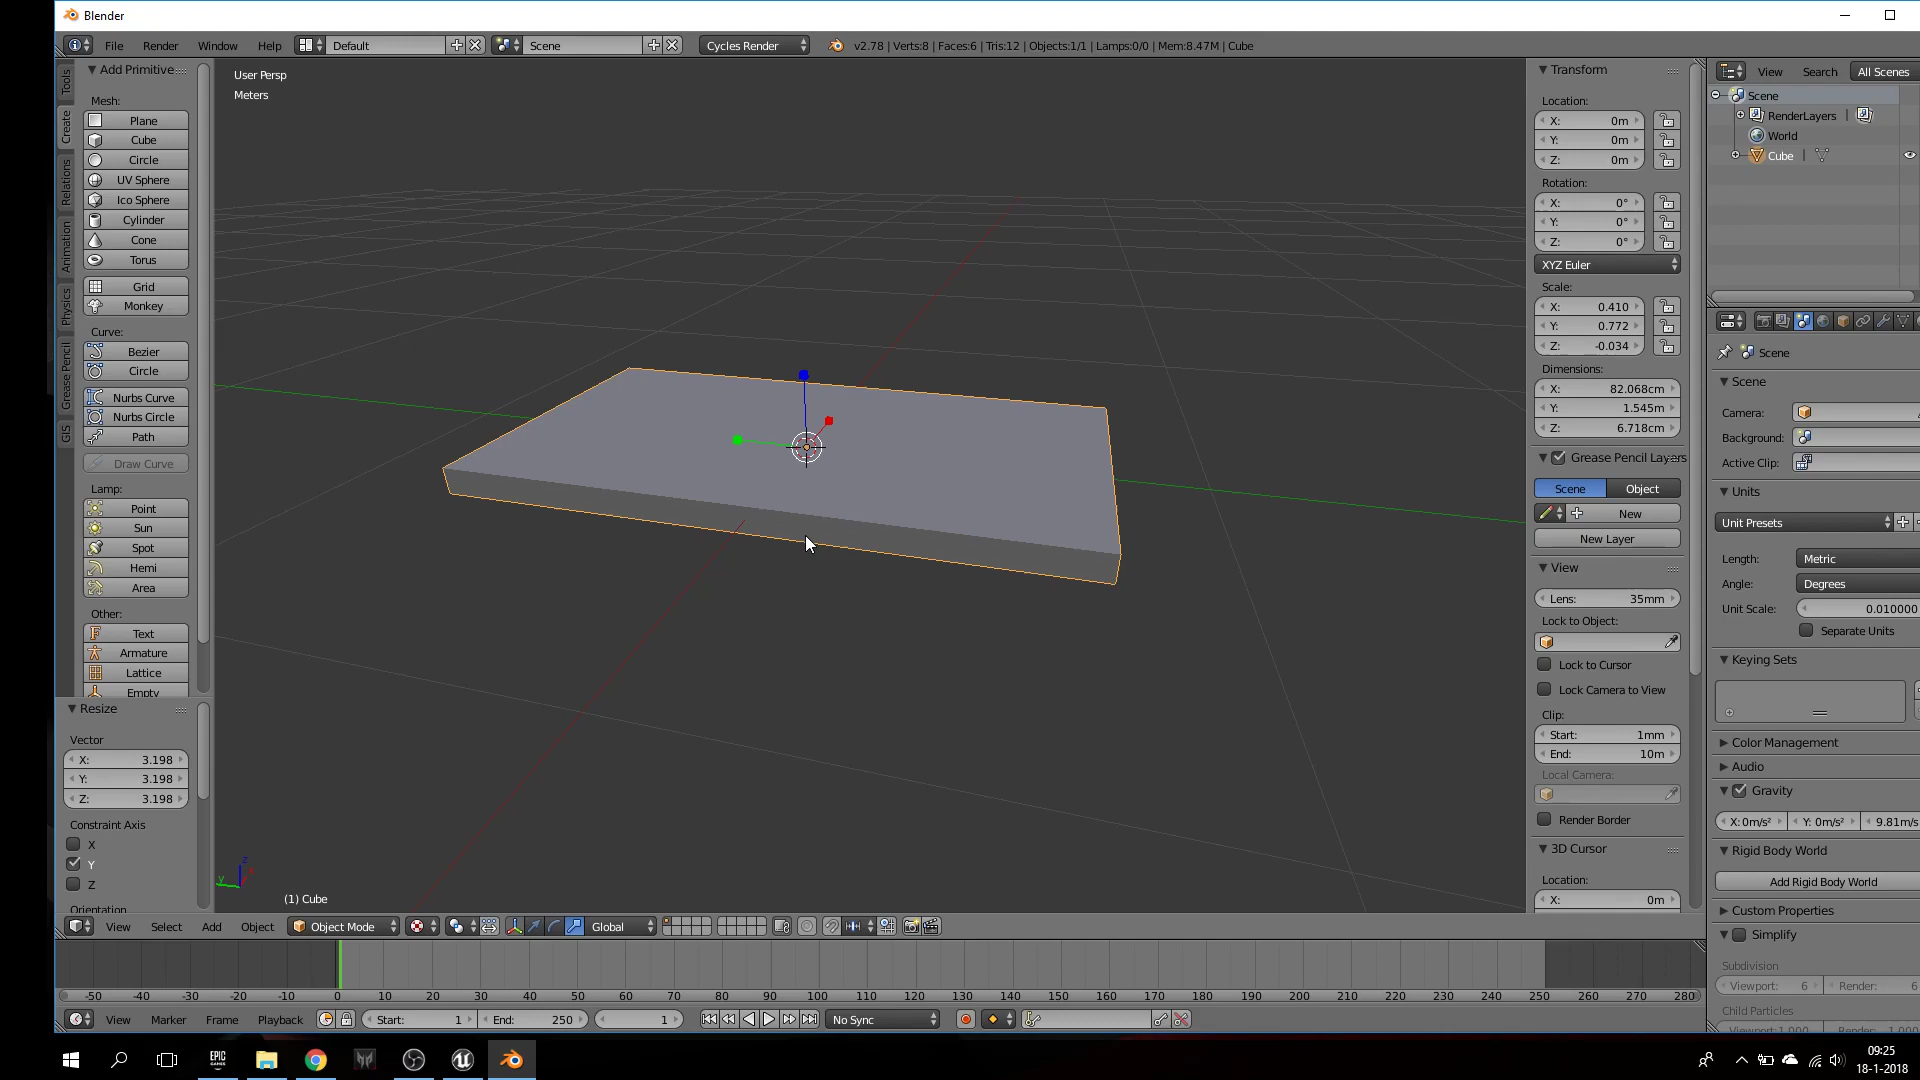 Blender
File Render Window Help Default Scene Cycles Render v2.78 | Verts:8 | Faces:6 | Tris:12 | Objects:1/1 | Lamps:0/0 | Mem:8.47M | Cube
Tools
Create
Relations
Animation
Physics
Grease Pencil
GIS
Add Primitive
Mesh:
Plane
Cube
Circle
UV Sphere
Ico Sphere
Cylinder
Cone
Torus
Grid
Monkey
Curve:
Bezier
Circle
Nurbs Curve
Nurbs Circle
Path
Draw Curve
Lamp:
Point
Sun
Spot
Hemi
Area
Other:
Text
Armature
Lattice
Empty
Resize
Vector
X: 3.198
Y: 3.198
Z: 3.198
Constraint Axis
X
Y
Z
Orientation
User Persp
Meters
z
y
(1) Cube
Transform
Location:
X: 0m
Y: 0m
Z: 0m
Rotation:
X: 0°
Y: 0°
Z: 0°
XYZ Euler
Scale:
X: 0.410
Y: 0.772
Z: -0.034
Dimensions:
X: 82.068cm
Y: 1.545m
Z: 6.718cm
Grease Pencil Layers
Scene Object
New
New Layer
View
Lens: 35mm
Lock to Object:
Lock to Cursor
Lock Camera to View
Clip:
Start: 1mm
End: 10m
Local Camera:
Render Border
3D Cursor
Location:
X: 0m
View Search All Scenes
Scene
RenderLayers |
World
Cube |
Scene
Scene
Camera:
Background:
Active Clip:
Units
Unit Presets
Length: Metric
Angle: Degrees
Unit Scale: 0.010000
Separate Units
Keying Sets
Color Management
Audio
Gravity
X: 0m/s² Y: 0m/s² 9.81m/s
Rigid Body World
Add Rigid Body World
Custom Properties
Simplify
Subdivision
Viewport: 6 Render: 6
Child Particles
Viewport:1.000 Render: 1.000
View Select Add Object Object Mode Global
-50 -40 -30 -20 -10 0 10 20 30 40 50 60 70 80 90 100 110 120 130 140 150 160 170 180 190 200 210 220 230 240 250 260 270 280
View Marker Frame Playback Start: 1 End: 250 1 No Sync
EPIC
GAMES
09:25
18-1-2018